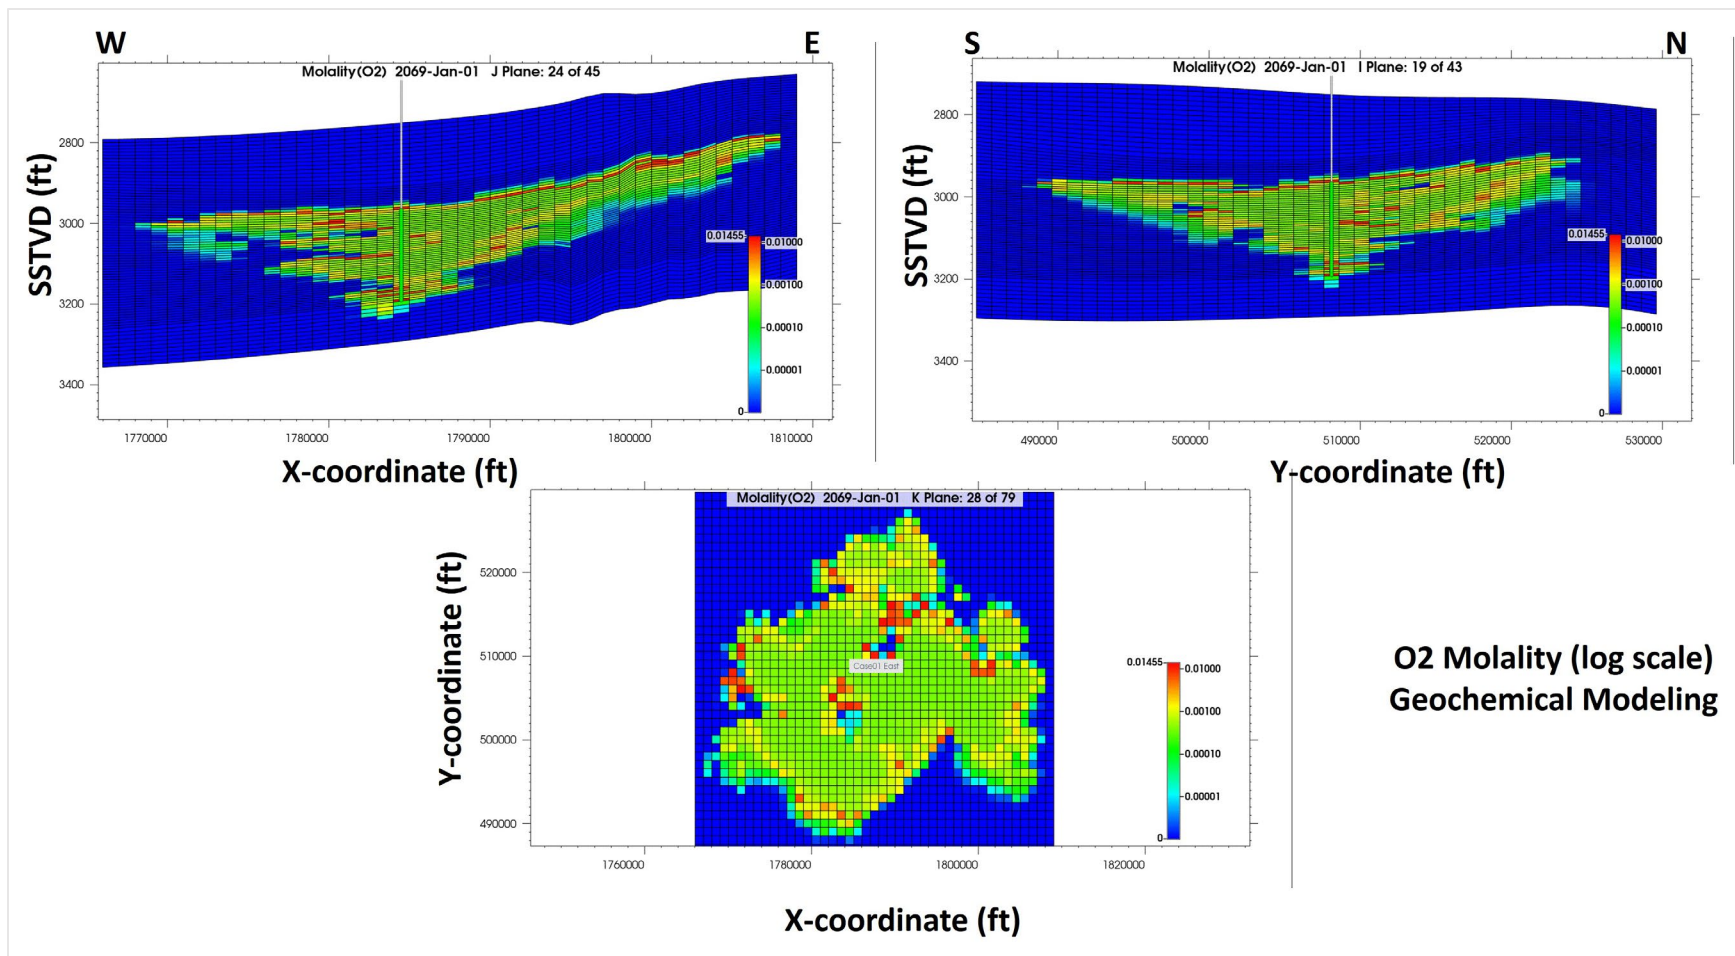 W
E
Molality(O2) 2069-Jan-01 J Plane: 24 of 45
SSTVD (ft)
2800
3000
3200
3400
0.01455
0.01000
0.00100
0.00010
0.00001
0
1770000
1780000
1790000
1800000
1810000
X-coordinate (ft)
S
N
Molality(O2) 2069-Jan-01 I Plane: 19 of 43
SSTVD (ft)
2800
3000
3200
3400
0.01455
0.01000
0.00100
0.00010
0.00001
0
490000
500000
510000
520000
530000
Y-coordinate (ft)
Molality(O2) 2069-Jan-01 K Plane: 28 of 79
Y-coordinate (ft)
520000
510000
500000
490000
Case01 East
0.01455
0.01000
0.00100
0.00010
0.00001
0
1760000
1780000
1800000
1820000
X-coordinate (ft)
O2 Molality (log scale)
Geochemical Modeling